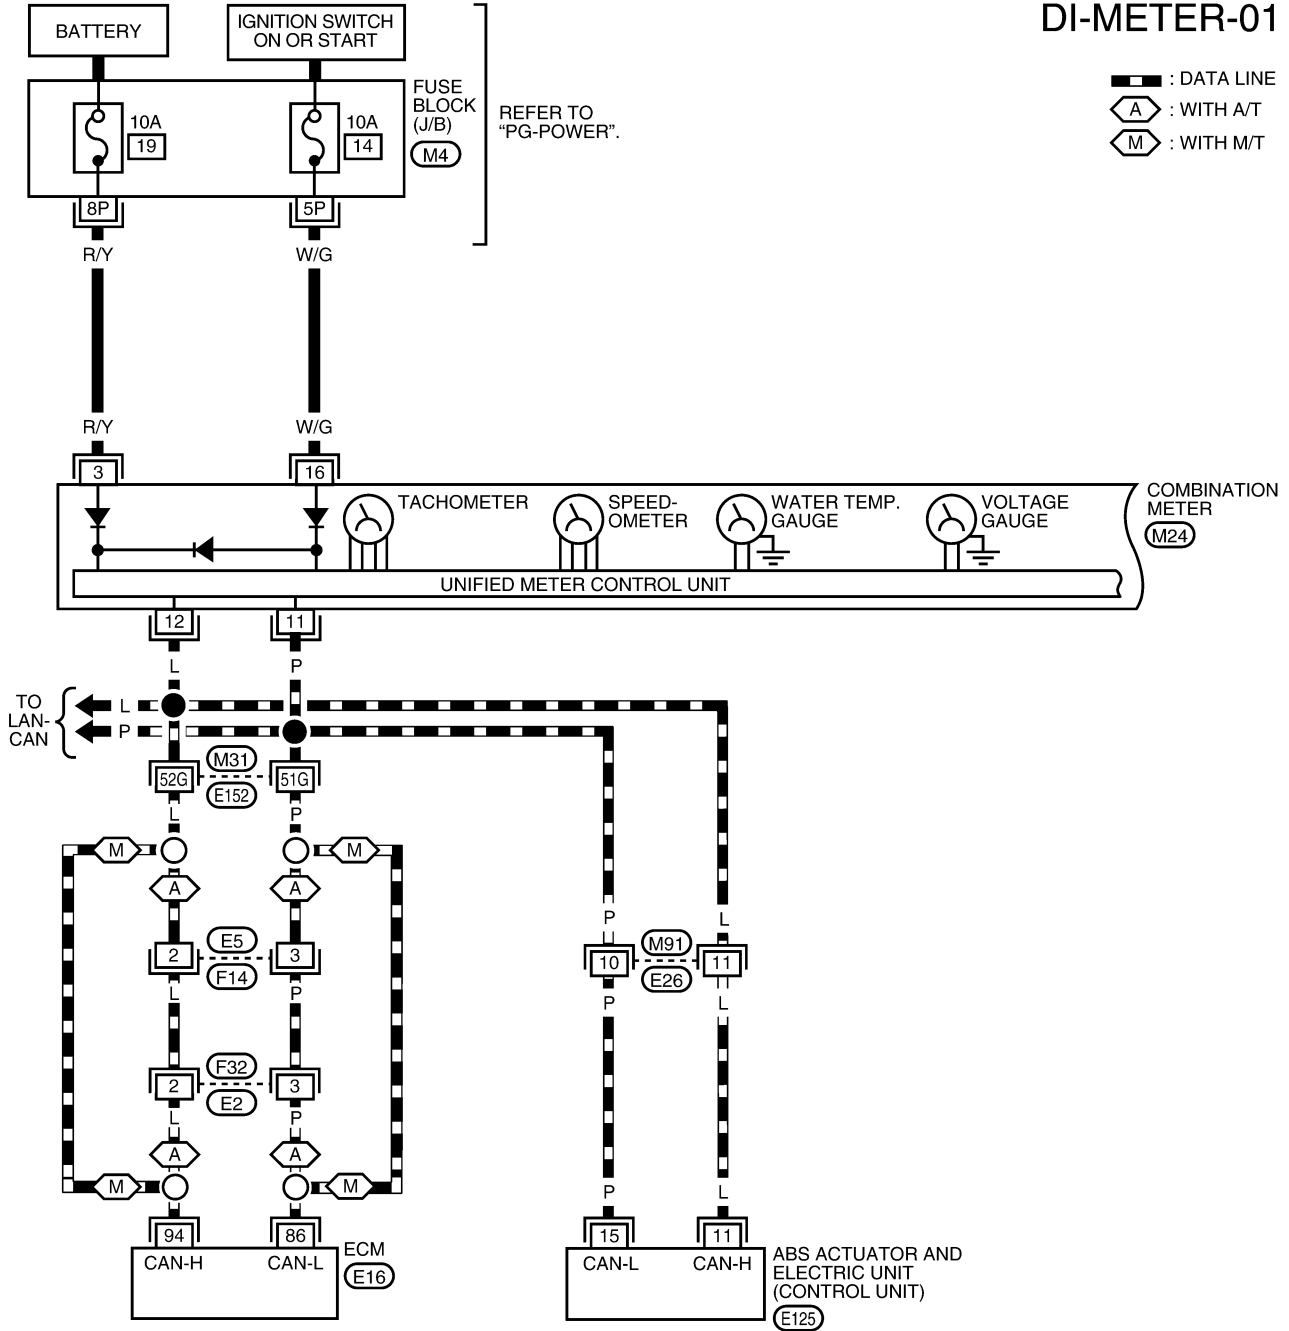 DI-METER-01
BATTERY
IGNITION SWITCH
ON OR START
: DATA LINE
A : WITH A/T
M : WITH M/T
FUSE
BLOCK
(J/B)
M4
REFER TO
“PG-POWER”.
10A
19
10A
14
8P
5P
R/Y
W/G
R/Y
W/G
3
16
TACHOMETER
SPEED-
OMETER
WATER TEMP.
GAUGE
VOLTAGE
GAUGE
COMBINATION
METER
M24
UNIFIED METER CONTROL UNIT
12
11
L
P
TO
LAN-
CAN
L
P
M31
52G
51G
E152
L
P
M
M
A
A
P
L
E5
2
3
F14
M91
10
11
E26
L
P
P
L
F32
2
3
E2
L
P
A
A
M
M
P
L
94
86
15
11
CAN-H
CAN-L
ECM
E16
CAN-L
CAN-H
ABS ACTUATOR AND
ELECTRIC UNIT
(CONTROL UNIT)
E125